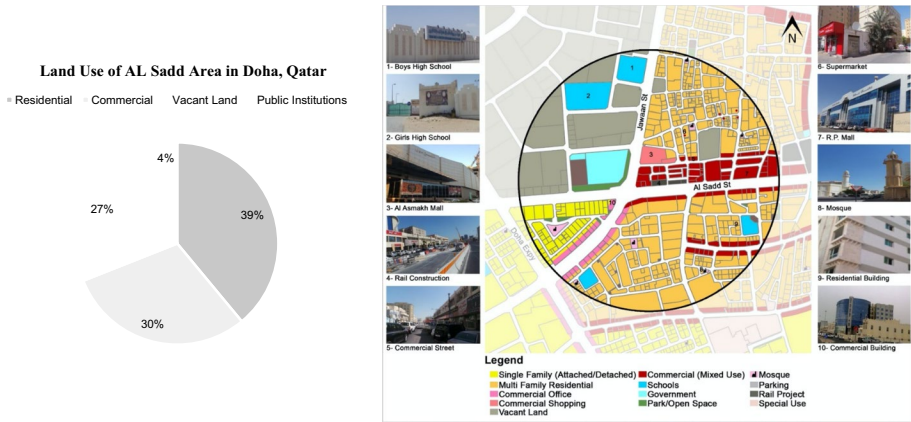 Land Use of AL Sadd Area in Doha, Qatar
Residential Commercial Vacant Land Public Institutions
4%
39%
27%
30%
1- Boys High School
2- Girls High School
3- Al Asmakh Mall
4- Rail Construction
5- Commercial Street
N
1
2
Jawaan St
3
Al Sadd St
10
9
Doha Expy
6- Supermarket
7- R.P. Mall
8- Mosque
9- Residential Building
10- Commercial Building
Legend
Single Family (Attached/Detached)
Multi Family Residential
Commercial Office
Commercial Shopping
Vacant Land
Commercial (Mixed Use)
Schools
Government
Park/Open Space
Mosque
Parking
Rail Project
Special Use